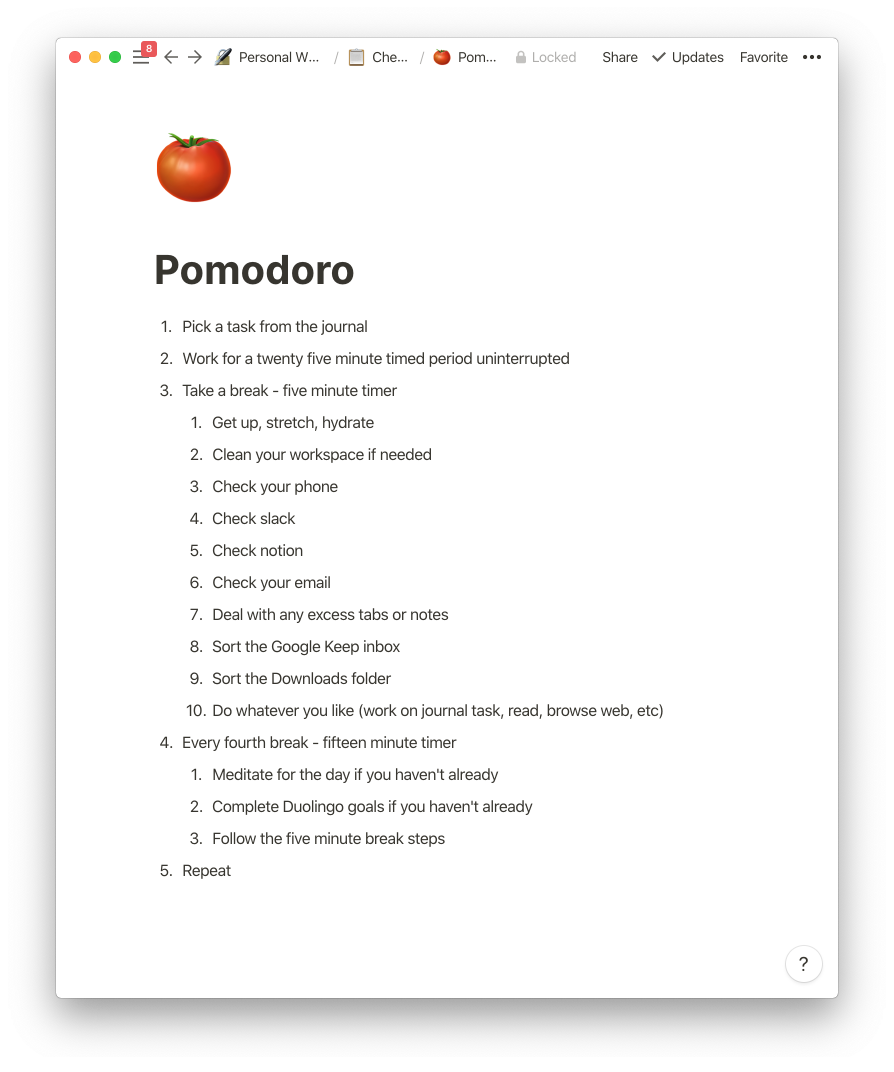 8
Personal W... / Che... / Pom... Locked Share Updates Favorite •••
Pomodoro
1. Pick a task from the journal
2. Work for a twenty five minute timed period uninterrupted
3. Take a break - five minute timer
1. Get up, stretch, hydrate
2. Clean your workspace if needed
3. Check your phone
4. Check slack
5. Check notion
6. Check your email
7. Deal with any excess tabs or notes
8. Sort the Google Keep inbox
9. Sort the Downloads folder
10. Do whatever you like (work on journal task, read, browse web, etc)
4. Every fourth break - fifteen minute timer
1. Meditate for the day if you haven't already
2. Complete Duolingo goals if you haven't already
3. Follow the five minute break steps
5. Repeat
?